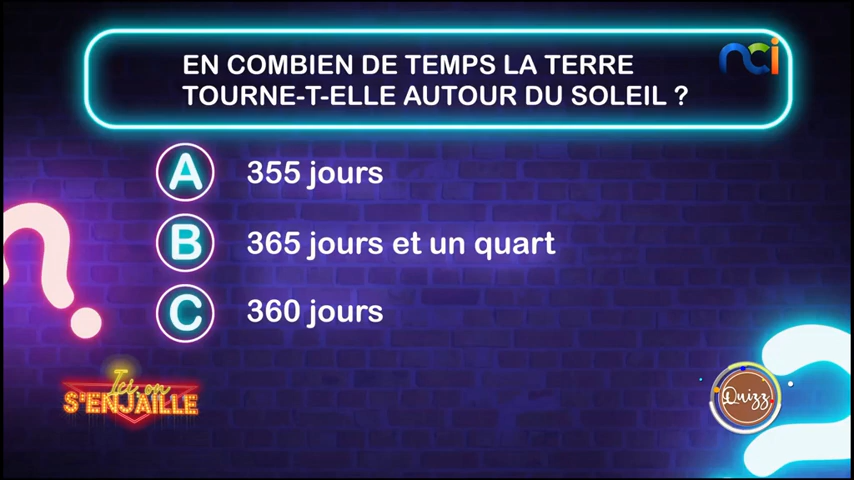 nci
EN COMBIEN DE TEMPS LA TERRE
TOURNE-T-ELLE AUTOUR DU SOLEIL ?
A 355 jours
B 365 jours et un quart
C 360 jours
Ici on
S'ENJAILLE
Quizz